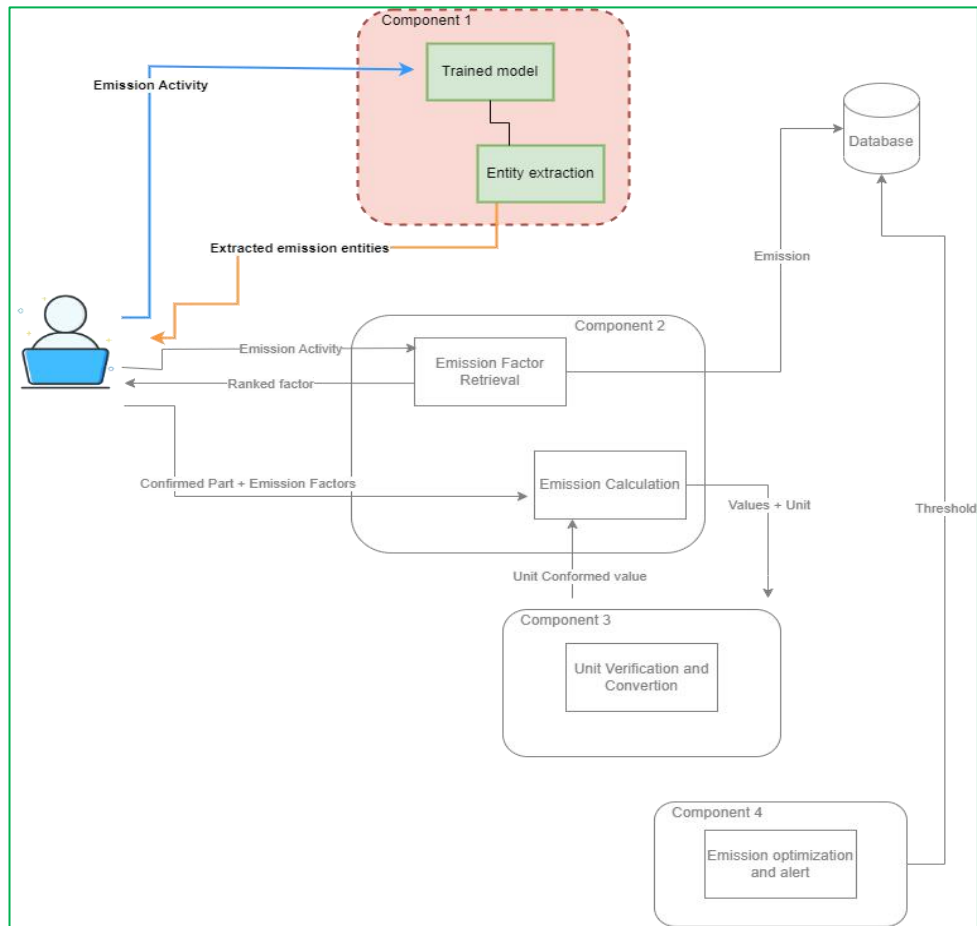 Component 1
Trained model
Emission Activity
Database
Entity extraction
Extracted emission entities
Emission
Component 2
Emission Activity
Emission Factor
Retrieval
Ranked factor
Confirmed Part + Emission Factors
Emission Calculation
Values + Unit
Threshold
Unit Conformed value
Component 3
Unit Verification and
Convertion
Component 4
Emission optimization
and alert